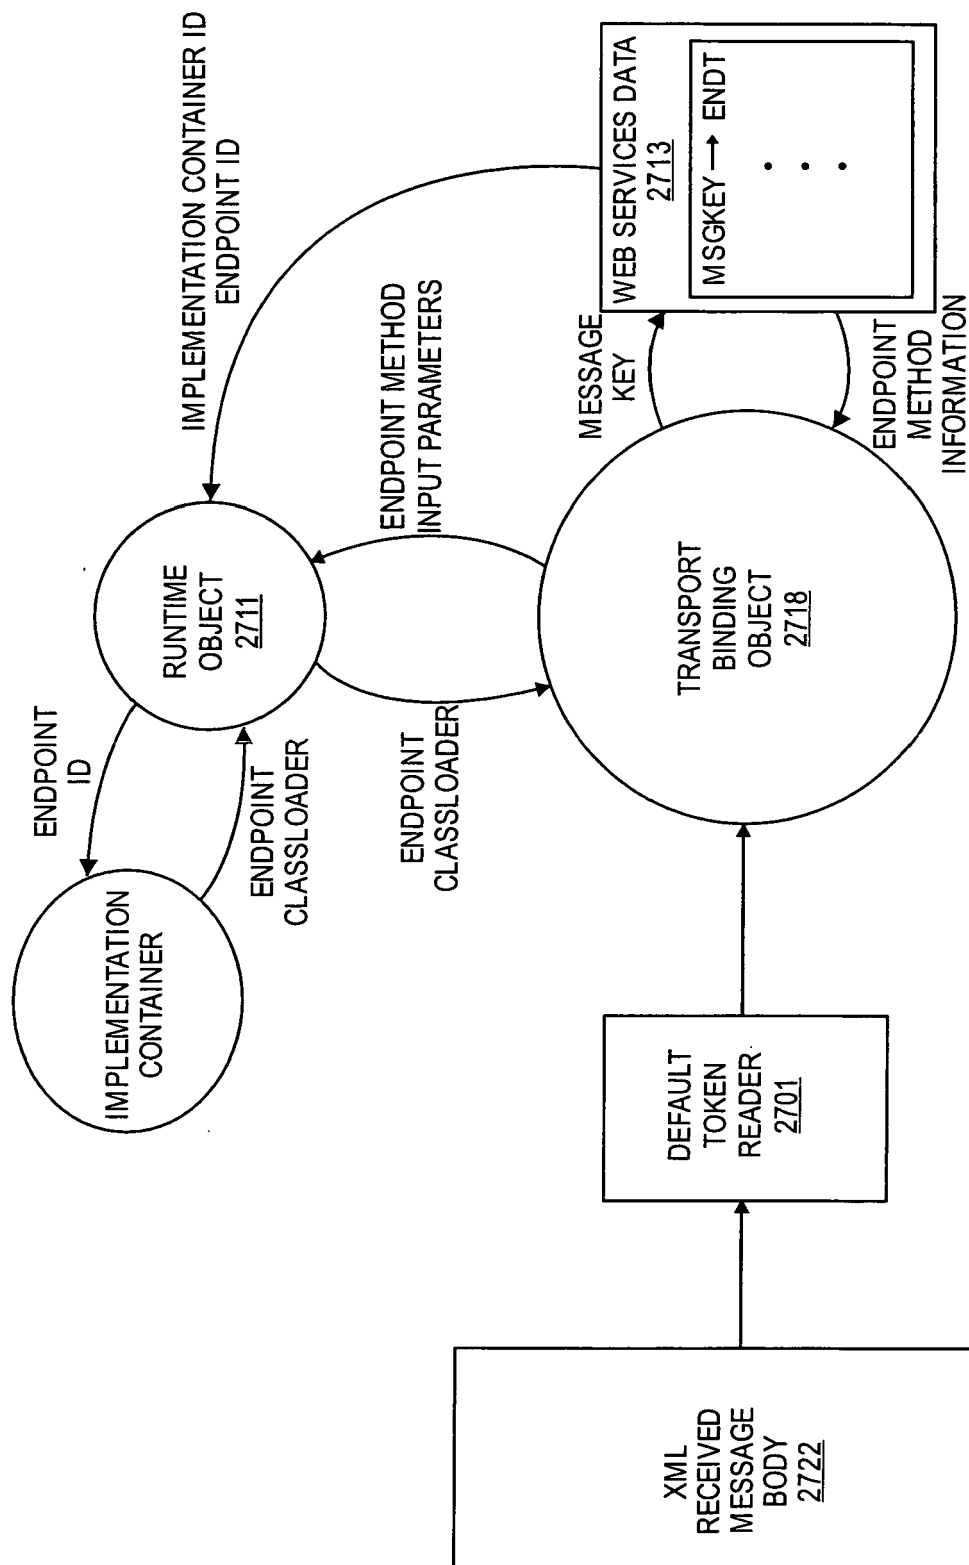 IMPLEMENTATION
CONTAINER
ENDPOINT
ID
ENDPOINT
CLASSLOADER
RUNTIME
OBJECT
2711
IMPLEMENTATION CONTAINER ID
ENDPOINT ID
ENDPOINT METHOD
INPUT PARAMETERS
ENDPOINT
CLASSLOADER
XML
RECEIVED
MESSAGE
BODY
2722
DEFAULT
TOKEN
READER
2701
TRANSPORT
BINDING
OBJECT
2718
MESSAGE
KEY
ENDPOINT
METHOD
INFORMATION
WEB SERVICES DATA
2713
MSGKEY → ENDT